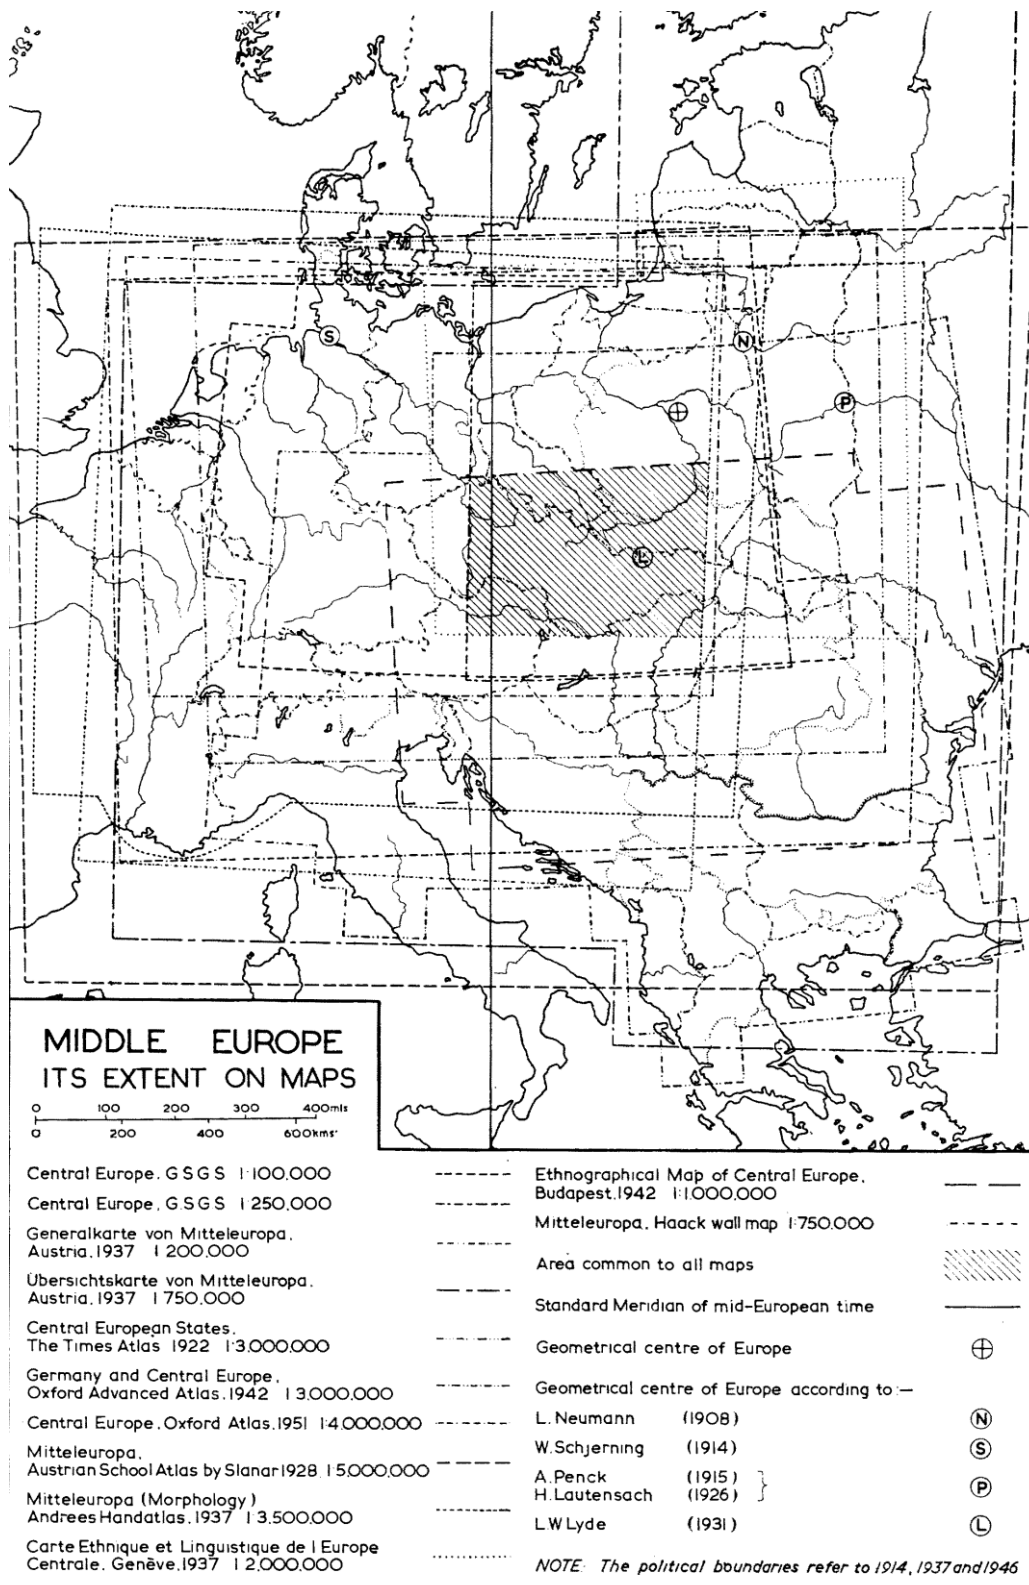 S
N
P
L
MIDDLE EUROPE
ITS EXTENT ON MAPS
0 100 200 300 400mls
0 200 400 600kms·
Central Europe. G S G S 1:100,000
Central Europe, G.S.G.S 1:250,000
Generalkarte von Mitteleuropa,
Austria, 1937 1:200,000
Übersichtskarte von Mitteleuropa.
Austria, 1937 1:750,000
Central European States,
The Times Atlas 1922 1:3,000,000
Germany and Central Europe,
Oxford Advanced Atlas, 1942 1:3,000,000
Central Europe, Oxford Atlas, 1951 1:4,000,000
Mitteleuropa,
Austrian School Atlas by Slanar 1928 1:5,000,000
Mitteleuropa (Morphology)
Andrees Handatlas, 1937 1:3,500,000
Carte Ethnique et Linguistique de l Europe
Centrale, Genêve, 1937 1:2,000,000
Ethnographical Map of Central Europe,
Budapest, 1942 1:1,000,000
Mitteleuropa, Haack wall map 1:750,000
Area common to all maps
Standard Meridian of mid-European time
Geometrical centre of Europe
Geometrical centre of Europe according to:—
L. Neumann (1908) N
W. Schjerning (1914) S
A. Penck (1915)
H. Lautensach (1926) P
L.W Lyde (1931) L
NOTE: The political boundaries refer to 1914, 1937 and 1946